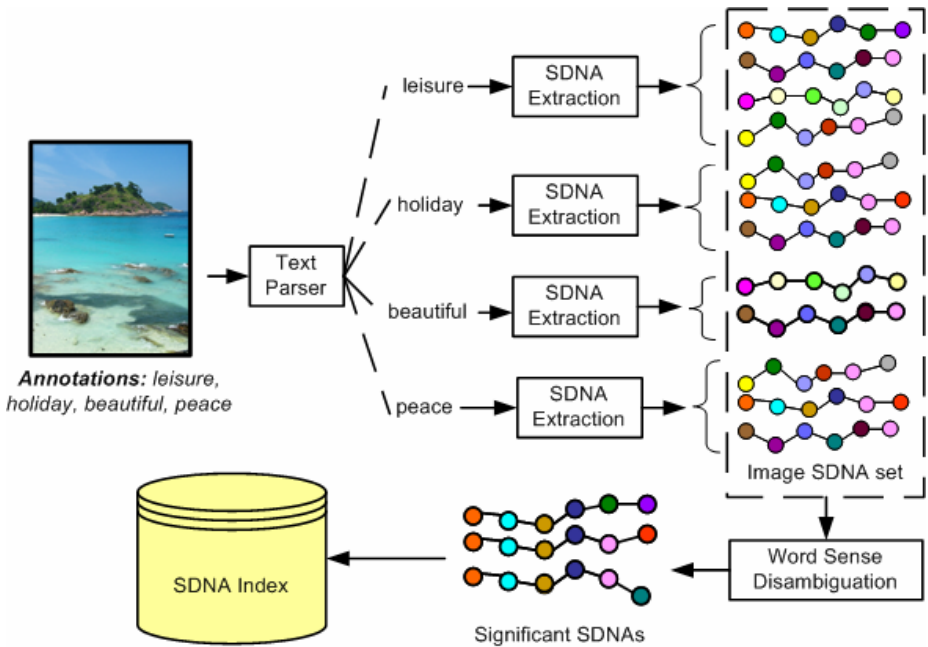 leisure
SDNA
Extraction
holiday
SDNA
Extraction
Text
Parser
beautiful
SDNA
Extraction
Annotations: leisure,
holiday, beautiful, peace
peace
SDNA
Extraction
Image SDNA set
Word Sense
Disambiguation
SDNA Index
Significant SDNAs